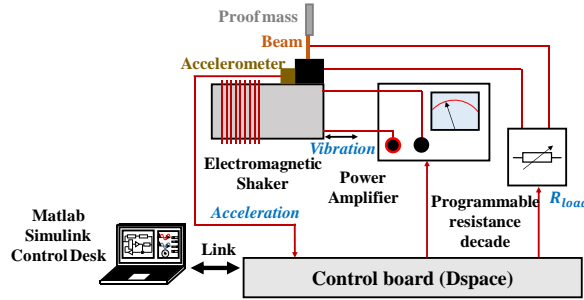 Proof mass
Beam
Accelerometer
Vibration
Electromagnetic
Shaker
Power
Amplifier
Programmable
resistance
decade
R_load
Acceleration
Matlab
Simulink
Control Desk
Link
Control board (Dspace)